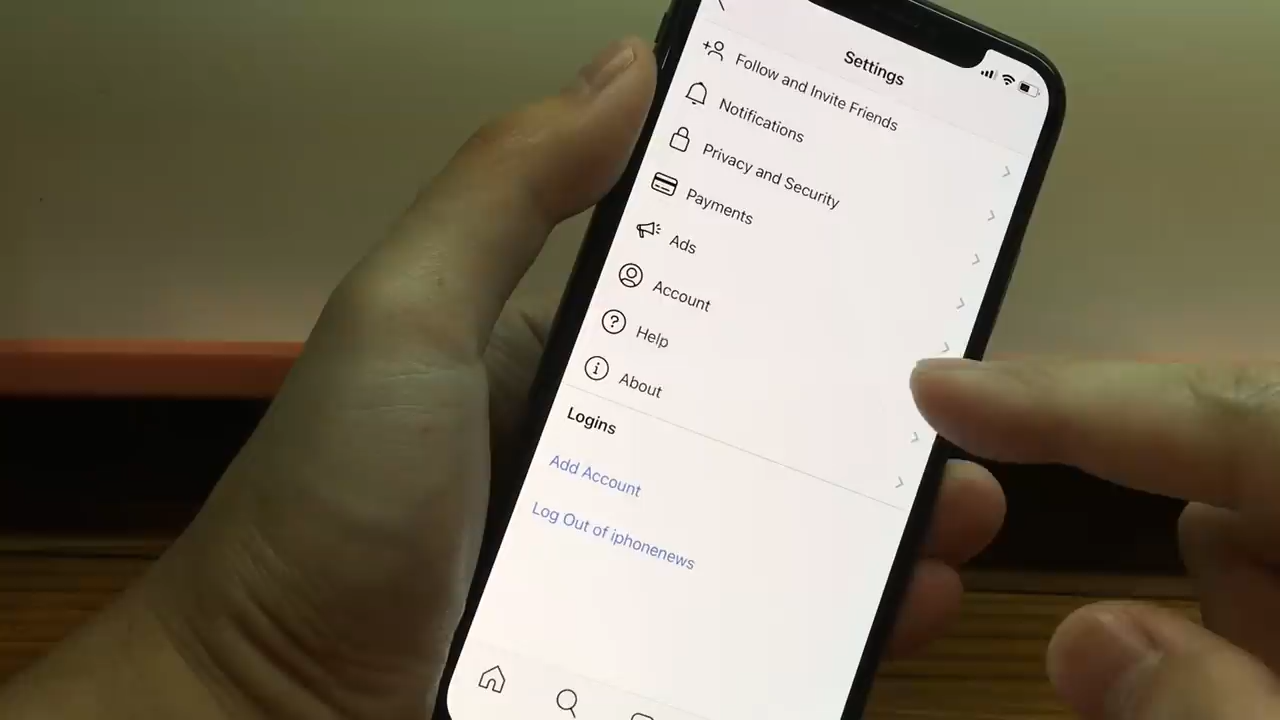 Settings
Follow and Invite Friends
Notifications
Privacy and Security
Payments
Ads
Account
Help
About
Logins
Add Account
Log Out of iphonenews